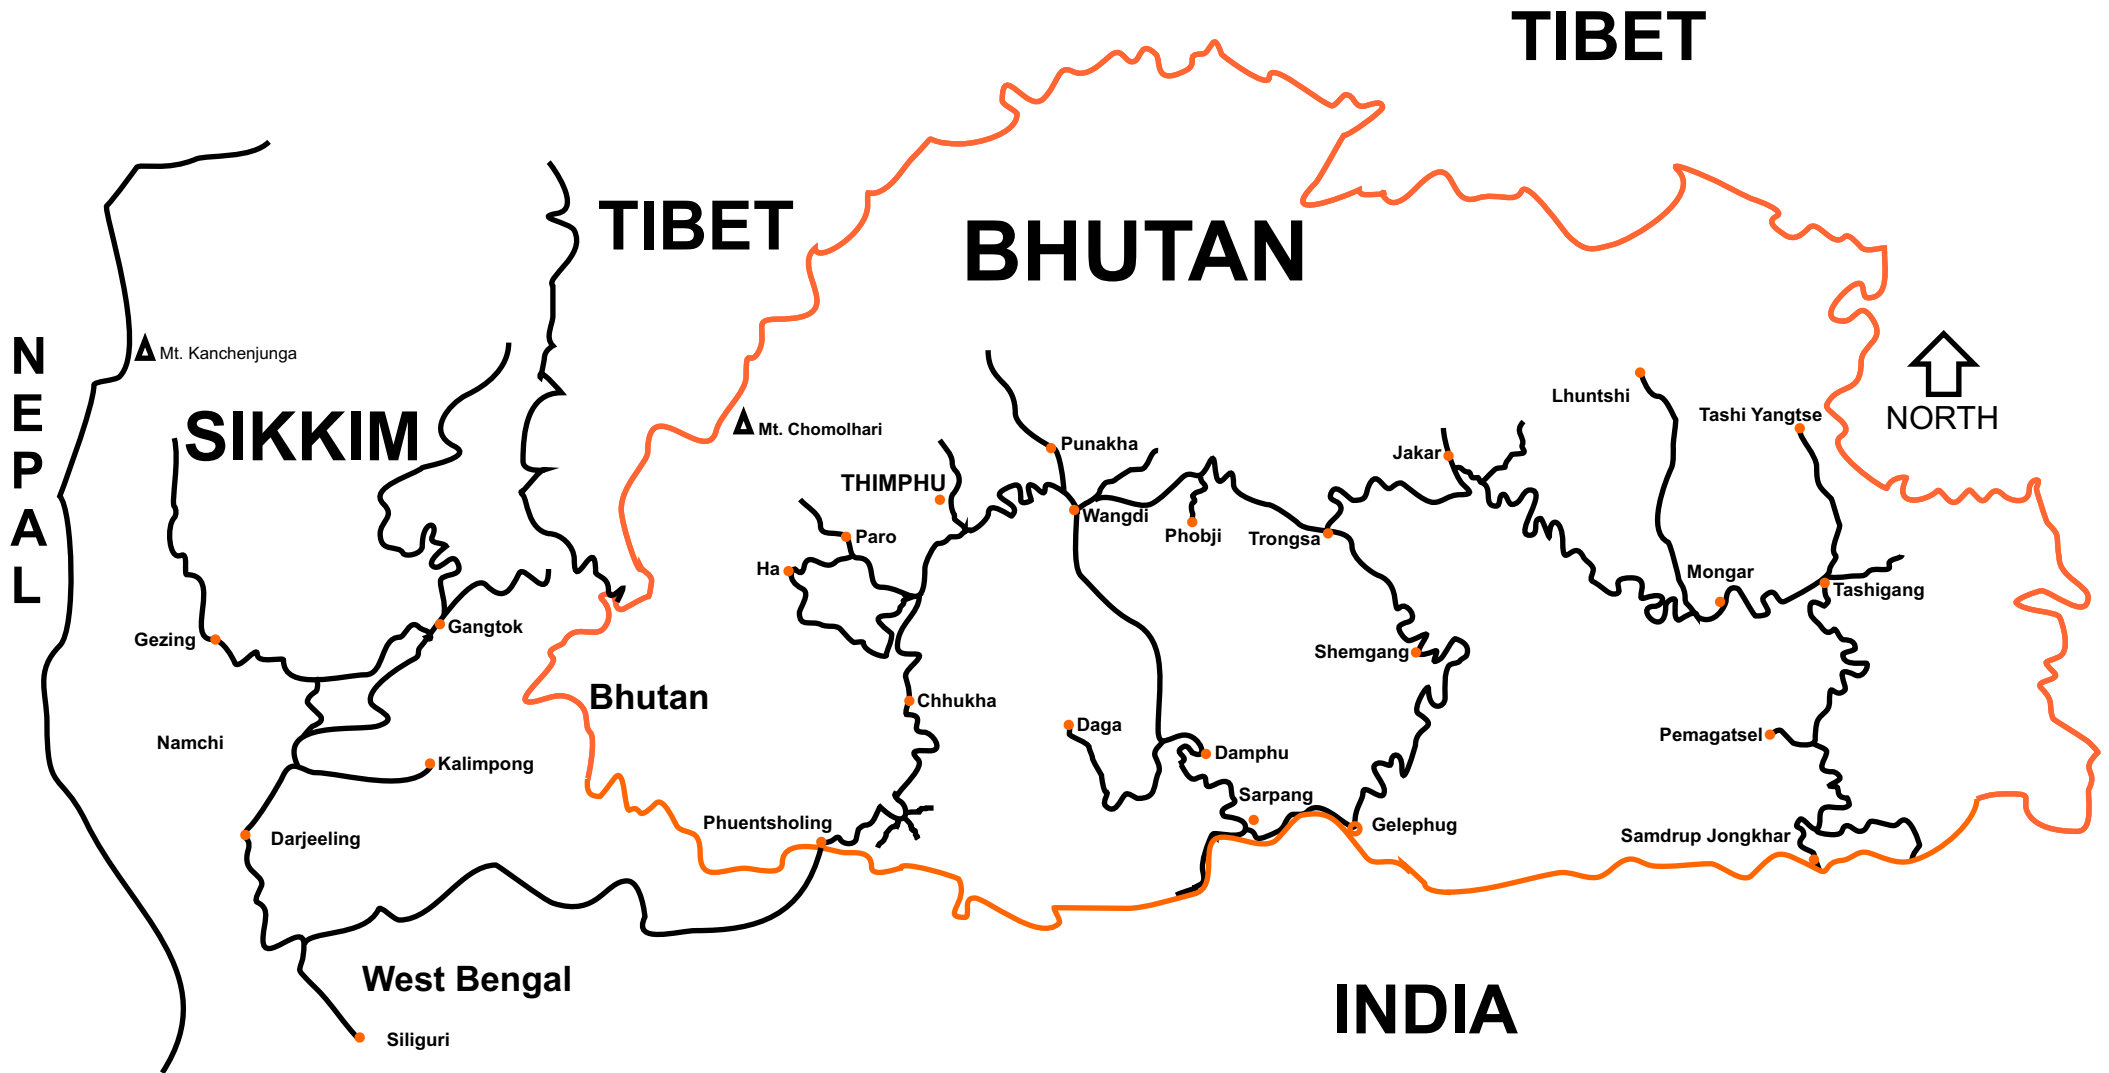 TIBET
TIBET
BHUTAN
NEPAL
Mt. Kanchenjunga
SIKKIM
Mt. Chomolhari
NORTH
Lhuntshi
Tashi Yangtse
Punakha
Jakar
THIMPHU
Wangdi
Phobji
Trongsa
Paro
Ha
Mongar
Tashigang
Gezing
Gangtok
Shemgang
Bhutan
Chhukha
Daga
Pemagatsel
Namchi
Damphu
Kalimpong
Sarpang
Phuentsholing
Gelephug
Darjeeling
Samdrup Jongkhar
West Bengal
INDIA
Siliguri